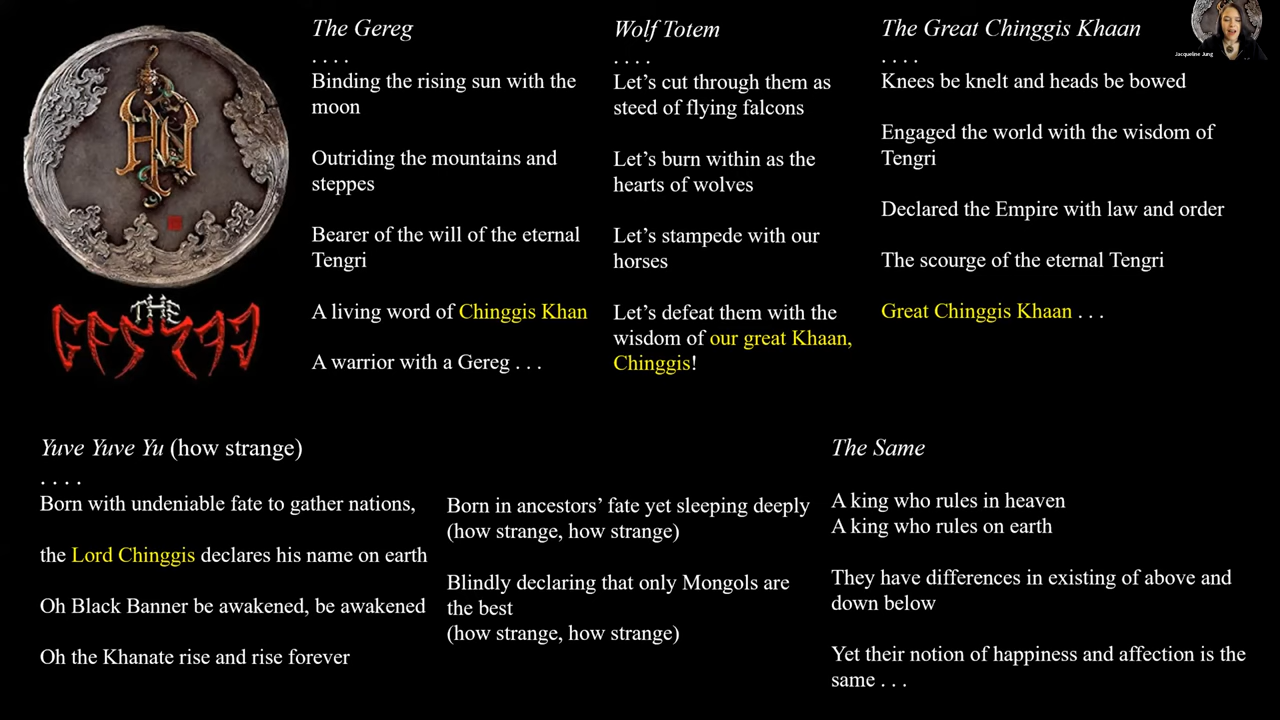 HU
THE
GEREG
The Gereg
. . . .
Binding the rising sun with the
moon
Outriding the mountains and
steppes
Bearer of the will of the eternal
Tengri
A living word of Chinggis Khan
A warrior with a Gereg . . .
Wolf Totem
. . . .
Let’s cut through them as
steed of flying falcons
Let’s burn within as the
hearts of wolves
Let’s stampede with our
horses
Let’s defeat them with the
wisdom of our great Khaan,
Chinggis!
The Great Chinggis Khaan
. . . .
Knees be knelt and heads be bowed
Engaged the world with the wisdom of
Tengri
Declared the Empire with law and order
The scourge of the eternal Tengri
Great Chinggis Khaan . . .
Jacqueline Jung
Yuve Yuve Yu (how strange)
. . . .
Born with undeniable fate to gather nations,
the Lord Chinggis declares his name on earth
Oh Black Banner be awakened, be awakened
Oh the Khanate rise and rise forever
Born in ancestors’ fate yet sleeping deeply
(how strange, how strange)
Blindly declaring that only Mongols are
the best
(how strange, how strange)
The Same
A king who rules in heaven
A king who rules on earth
They have differences in existing of above and
down below
Yet their notion of happiness and affection is the
same . . .